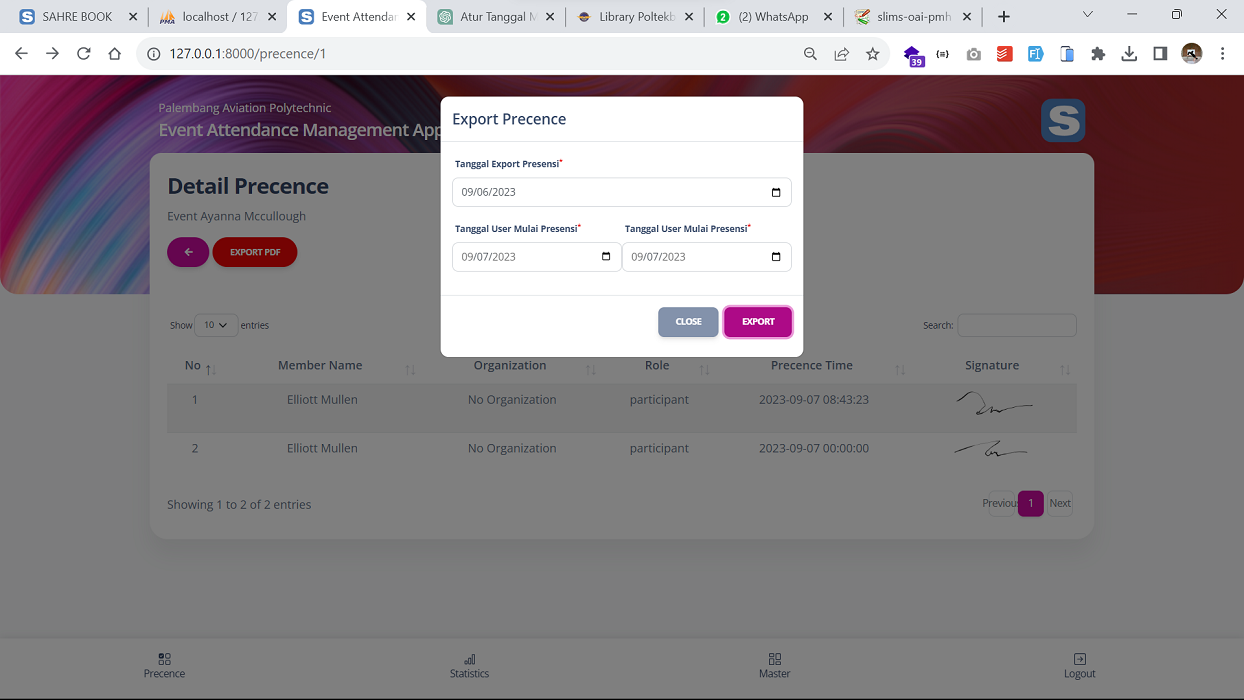 SAHRE BOOK
localhost / 127
Event Attendar
Atur Tanggal M
Library Poltekb
(2) WhatsApp
slims-oai-pmh
127.0.0.1:8000/precence/1
39
Palembang Aviation Polytechnic
Event Attendance Management App
S
Export Precence
Tanggal Export Presensi*
09/06/2023
Tanggal User Mulai Presensi* Tanggal User Mulai Presensi*
09/07/2023 09/07/2023
CLOSE EXPORT
Detail Precence
Event Ayanna Mccullough
EXPORT PDF
Show 10 entries Search:
No Member Name Organization Role Precence Time Signature
1 Elliott Mullen No Organization participant 2023-09-07 08:43:23
2 Elliott Mullen No Organization participant 2023-09-07 00:00:00
Showing 1 to 2 of 2 entries Previou 1 Next
Precence Statistics Master Logout